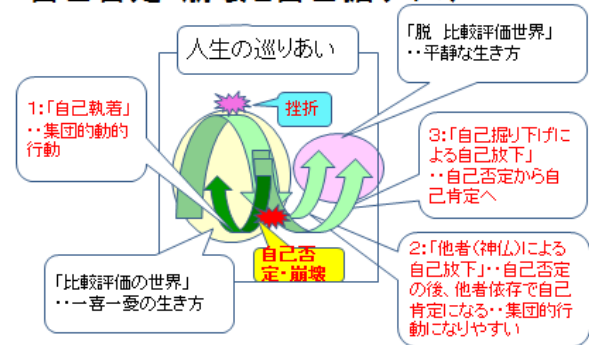 人生の巡りあい
「脱　比較評価世界」
‥平静な生き方
1:「自己執着」
‥集団的動的
行動
挫折
3:「自己掘り下げに
よる自己放下」
‥自己否定から自
己肯定へ
自己否
定・崩壊
2:「他者(神仏)による
自己放下」‥自己否定
の後、他者依存で自己
肯定になる‥集団的行
動になりやすい
「比較評価の世界」
‥一喜一憂の生き方